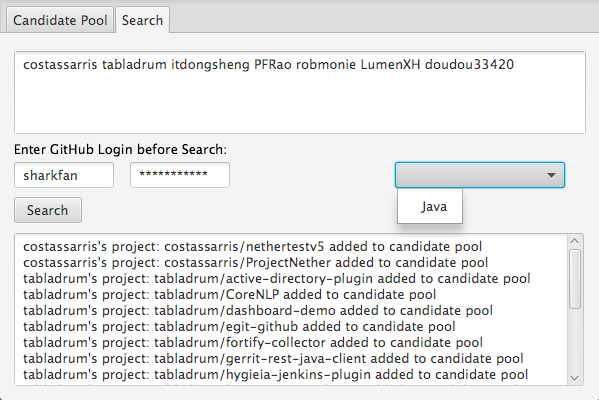 Candidate Pool
Search
costassarris tabladrum itdongsheng PFRao robmonie LumenXH doudou33420
Enter GitHub Login before Search:
sharkfan
***********
Java
Search
costassarris's project: costassarris/nethertestv5 added to candidate pool
costassarris's project: costassarris/ProjectNether added to candidate pool
tabladrum's project: tabladrum/active-directory-plugin added to candidate pool
tabladrum's project: tabladrum/CoreNLP added to candidate pool
tabladrum's project: tabladrum/dashboard-demo added to candidate pool
tabladrum's project: tabladrum/egit-github added to candidate pool
tabladrum's project: tabladrum/fortify-collector added to candidate pool
tabladrum's project: tabladrum/gerrit-rest-java-client added to candidate pool
tabladrum's project: tabladrum/hygieia-jenkins-plugin added to candidate pool